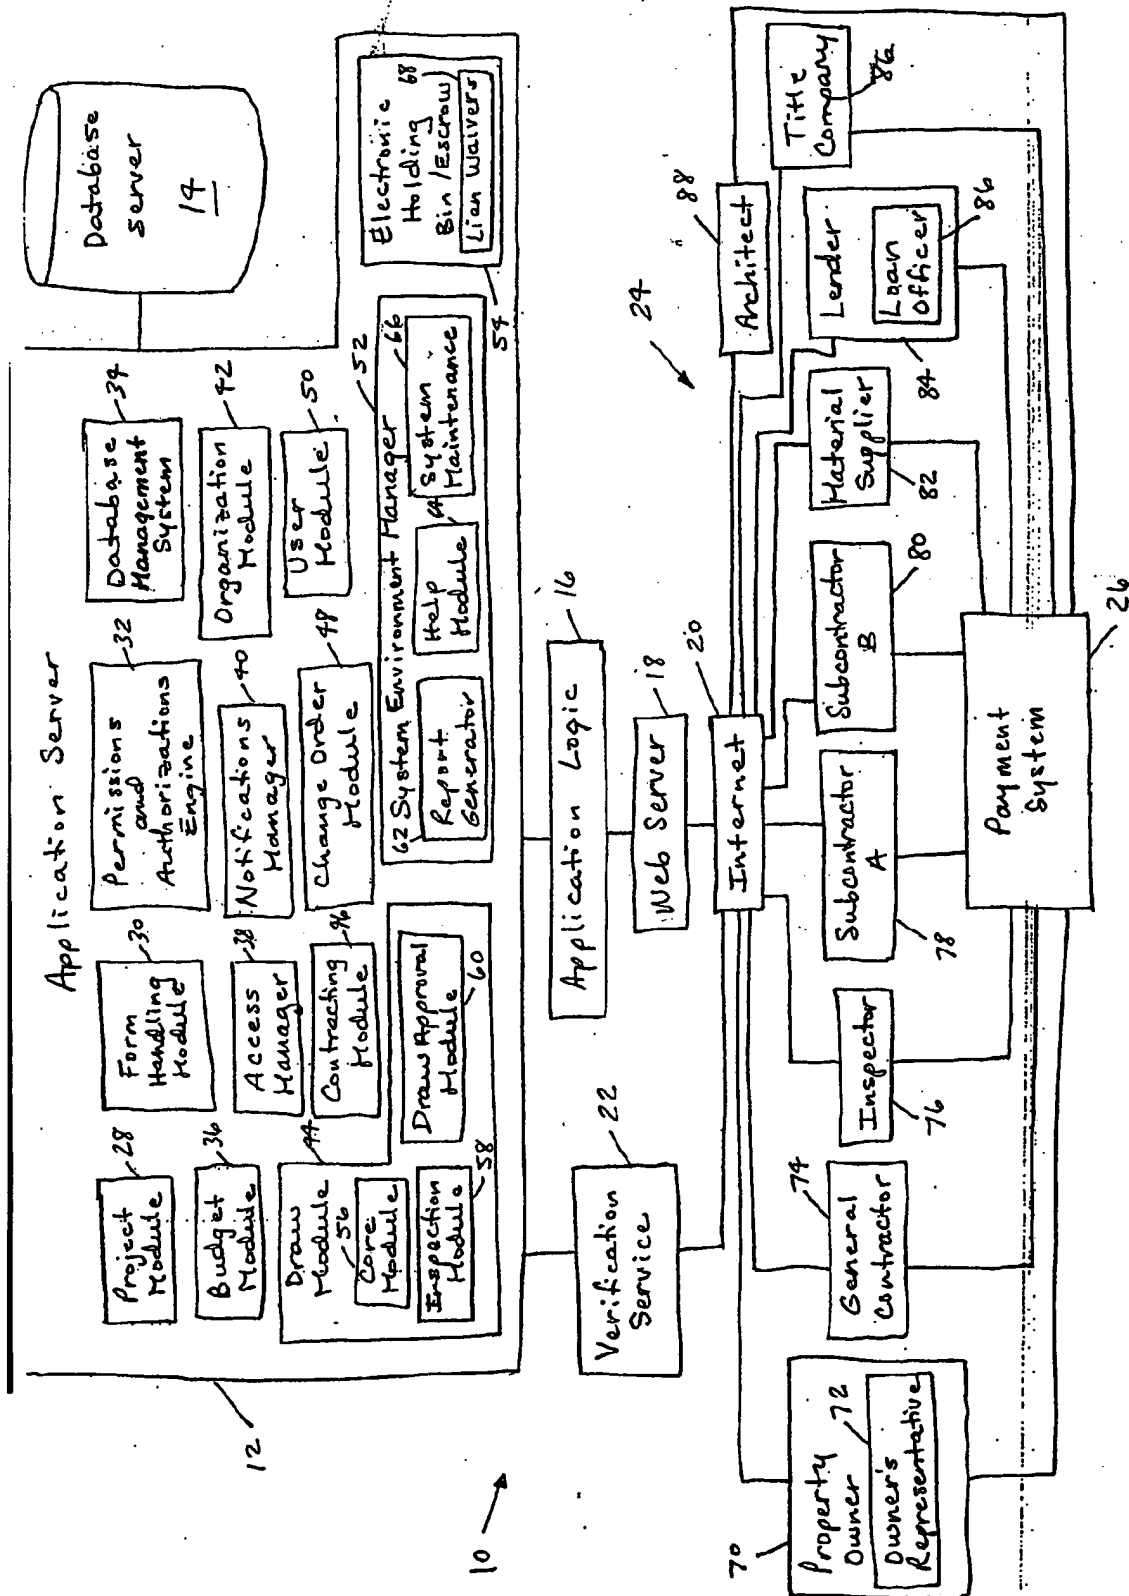 Application Server
Project
Module
28
Form
Handling
Module
30
Permissions
and
Authorizations
Engine
32
Database
Management
System
34
Database
Server
14
Budget
Module
36
Access
Manager
38
Notifications
Manager
40
Organization
Module
42
Draw
Module
44
56
Core
Module
Inspection
Module
58
Draw Approval
Module
60
Contracting
Module
46
Change Order
Module
48
User
Module
50
62 System Environment Manager
52
Report
Generator
Help
Module
64
System
Maintenance
66
Electronic
Holding
Bin/Escrow
68
Lien Waivers
54
12
10
Verification
Service
22
Application Logic
16
Web Server
18
Internet
20
24
70
Property
Owner
72
Owner's
Representative
General
Contractor
74
Inspector
76
Subcontractor
A
78
Subcontractor
B
80
Material
Supplier
82
Lender
Loan
Officer
86
84
Architect
88
Title
Company
86a
Payment
System
26